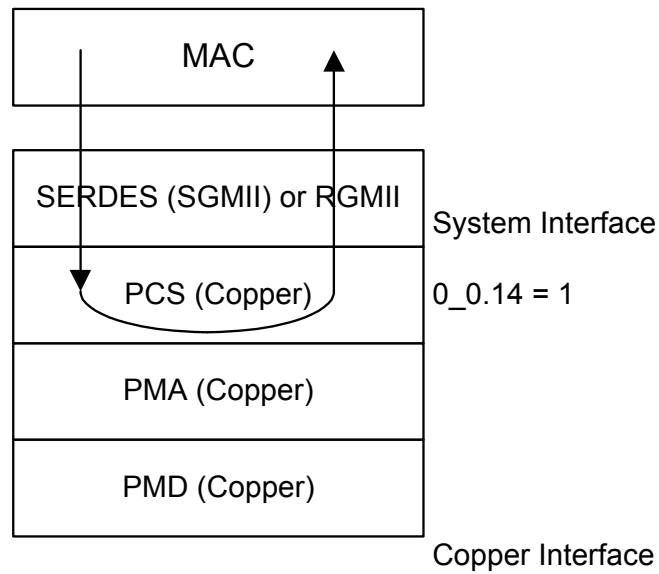 MAC
SERDES (SGMII) or RGMII
System Interface
PCS (Copper)
0_0.14 = 1
PMA (Copper)
PMD (Copper)
Copper Interface